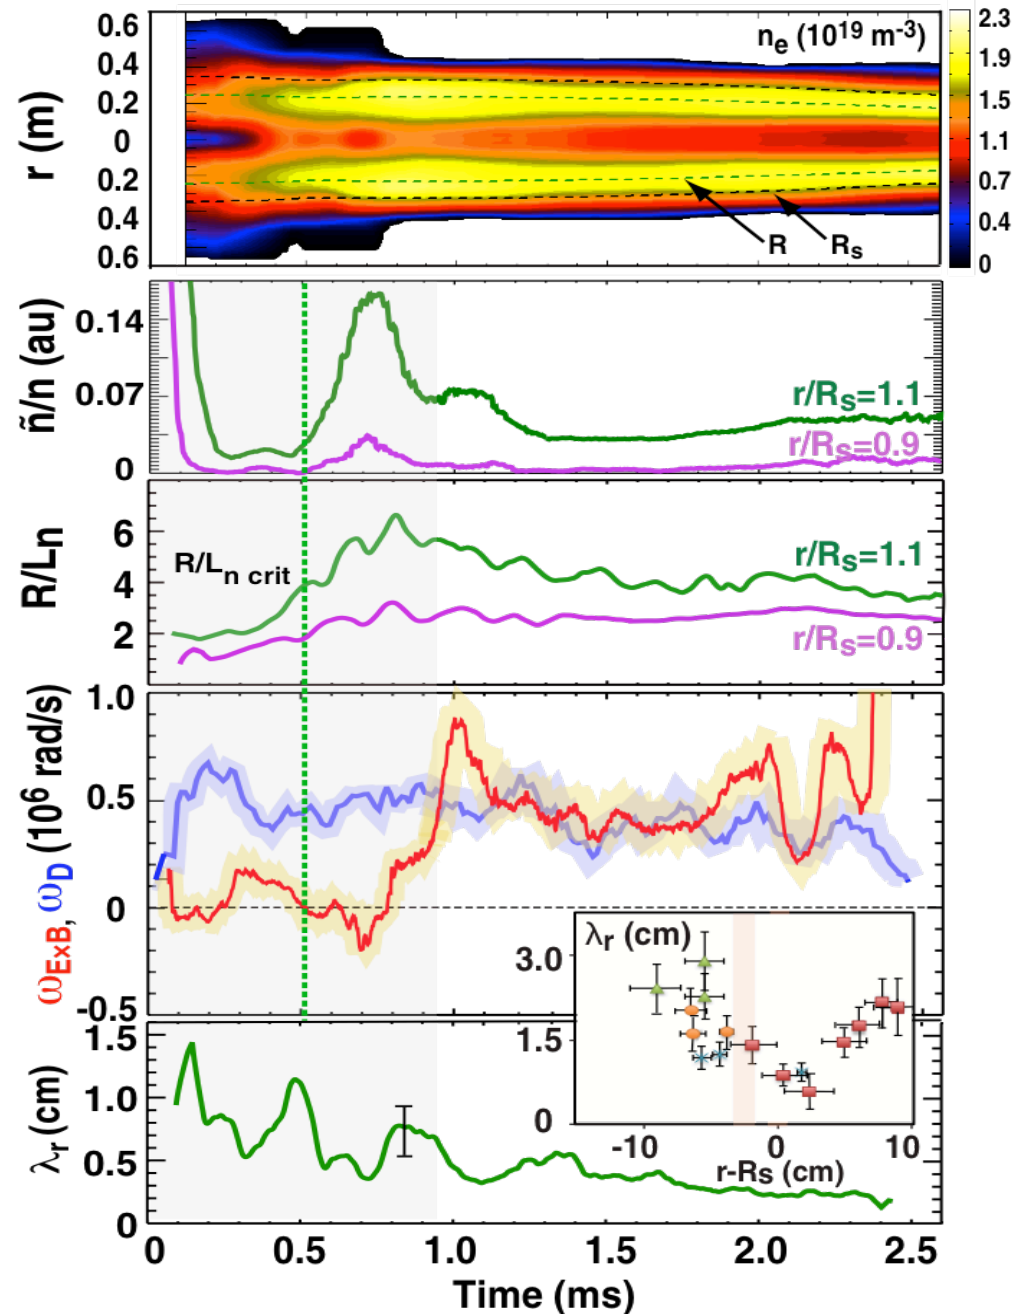 nₑ (10¹⁹ m⁻³)
r (m)
0.6
0.4
0.2
0
0.2
0.4
0.6
R
Rₛ
2.3
1.9
1.5
1.1
0.7
0.4
0
ñ/n (au)
0.14
0.07
0
r/Rₛ=1.1
r/Rₛ=0.9
R/Lₙ
6
4
2
R/Lₙ crit
r/Rₛ=1.1
r/Rₛ=0.9
ω_E×B, ω_D (10⁶ rad/s)
1.0
0.5
0
-0.5
λᵣ (cm)
3.0
1.5
0
-10
0
10
r-Rₛ (cm)
λᵣ (cm)
1.5
1.0
0.5
0
0
0.5
1.0
1.5
2.0
2.5
Time (ms)